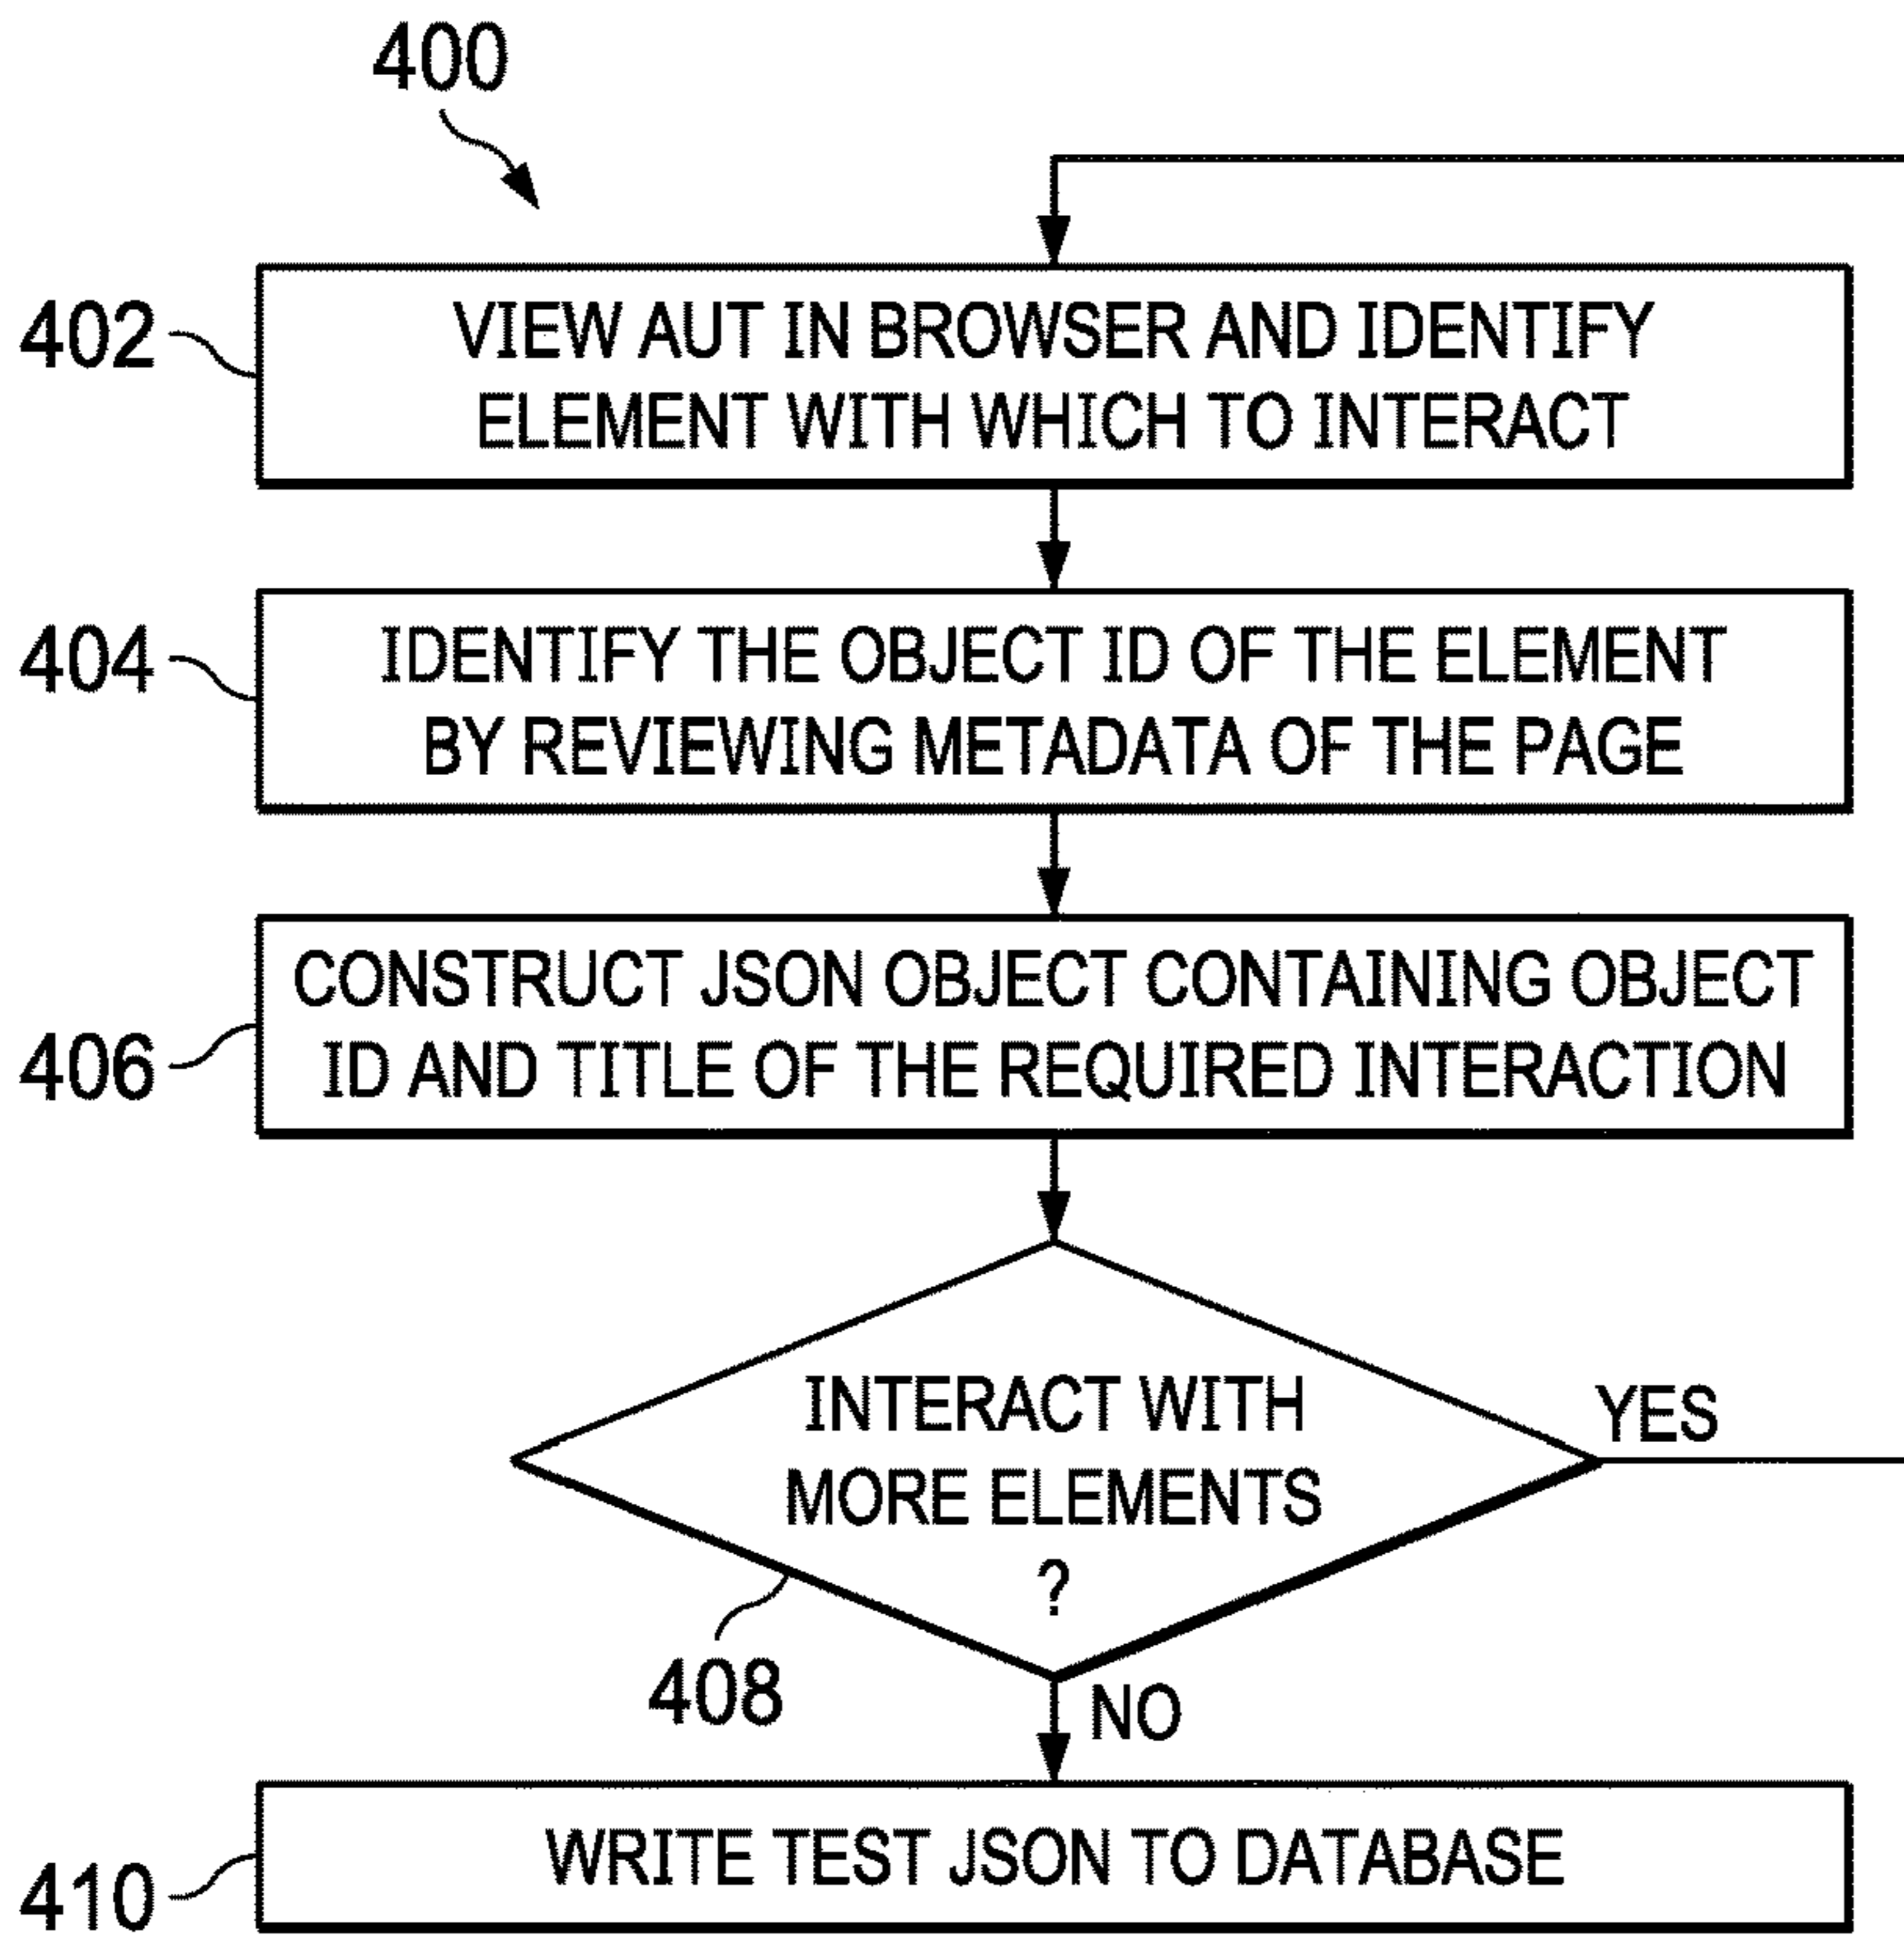 400
402
VIEW AUT IN BROWSER AND IDENTIFY
ELEMENT WITH WHICH TO INTERACT
404
IDENTIFY THE OBJECT ID OF THE ELEMENT
BY REVIEWING METADATA OF THE PAGE
406
CONSTRUCT JSON OBJECT CONTAINING OBJECT
ID AND TITLE OF THE REQUIRED INTERACTION
INTERACT WITH
MORE ELEMENTS
?
YES
408
NO
410
WRITE TEST JSON TO DATABASE